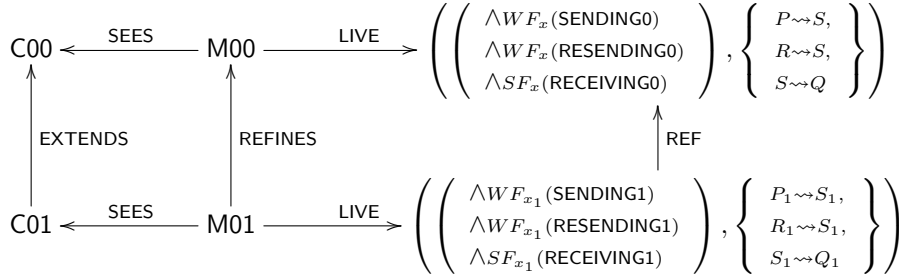 ∧WF_x(SENDING0) P⇝S,
C00 SEES M00 LIVE ∧WF_x(RESENDING0) , R⇝S,
∧SF_x(RECEIVING0) S⇝Q
EXTENDS REFINES REF
∧WF_{x_1}(SENDING1) P_1⇝S_1,
C01 SEES M01 LIVE ∧WF_{x_1}(RESENDING1) , R_1⇝S_1,
∧SF_{x_1}(RECEIVING1) S_1⇝Q_1